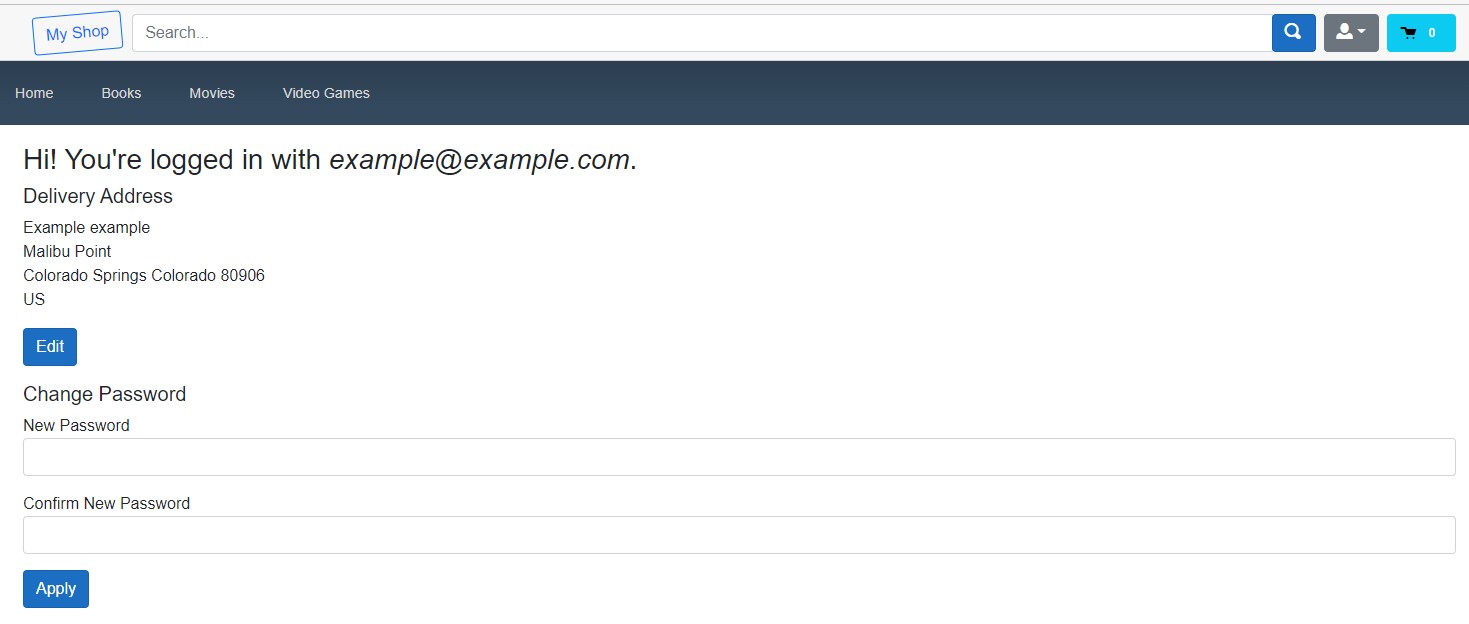 My Shop
Search...
0
Home Books Movies Video Games
Hi! You're logged in with example@example.com.
Delivery Address
Example example
Malibu Point
Colorado Springs Colorado 80906
US
Edit
Change Password
New Password
Confirm New Password
Apply